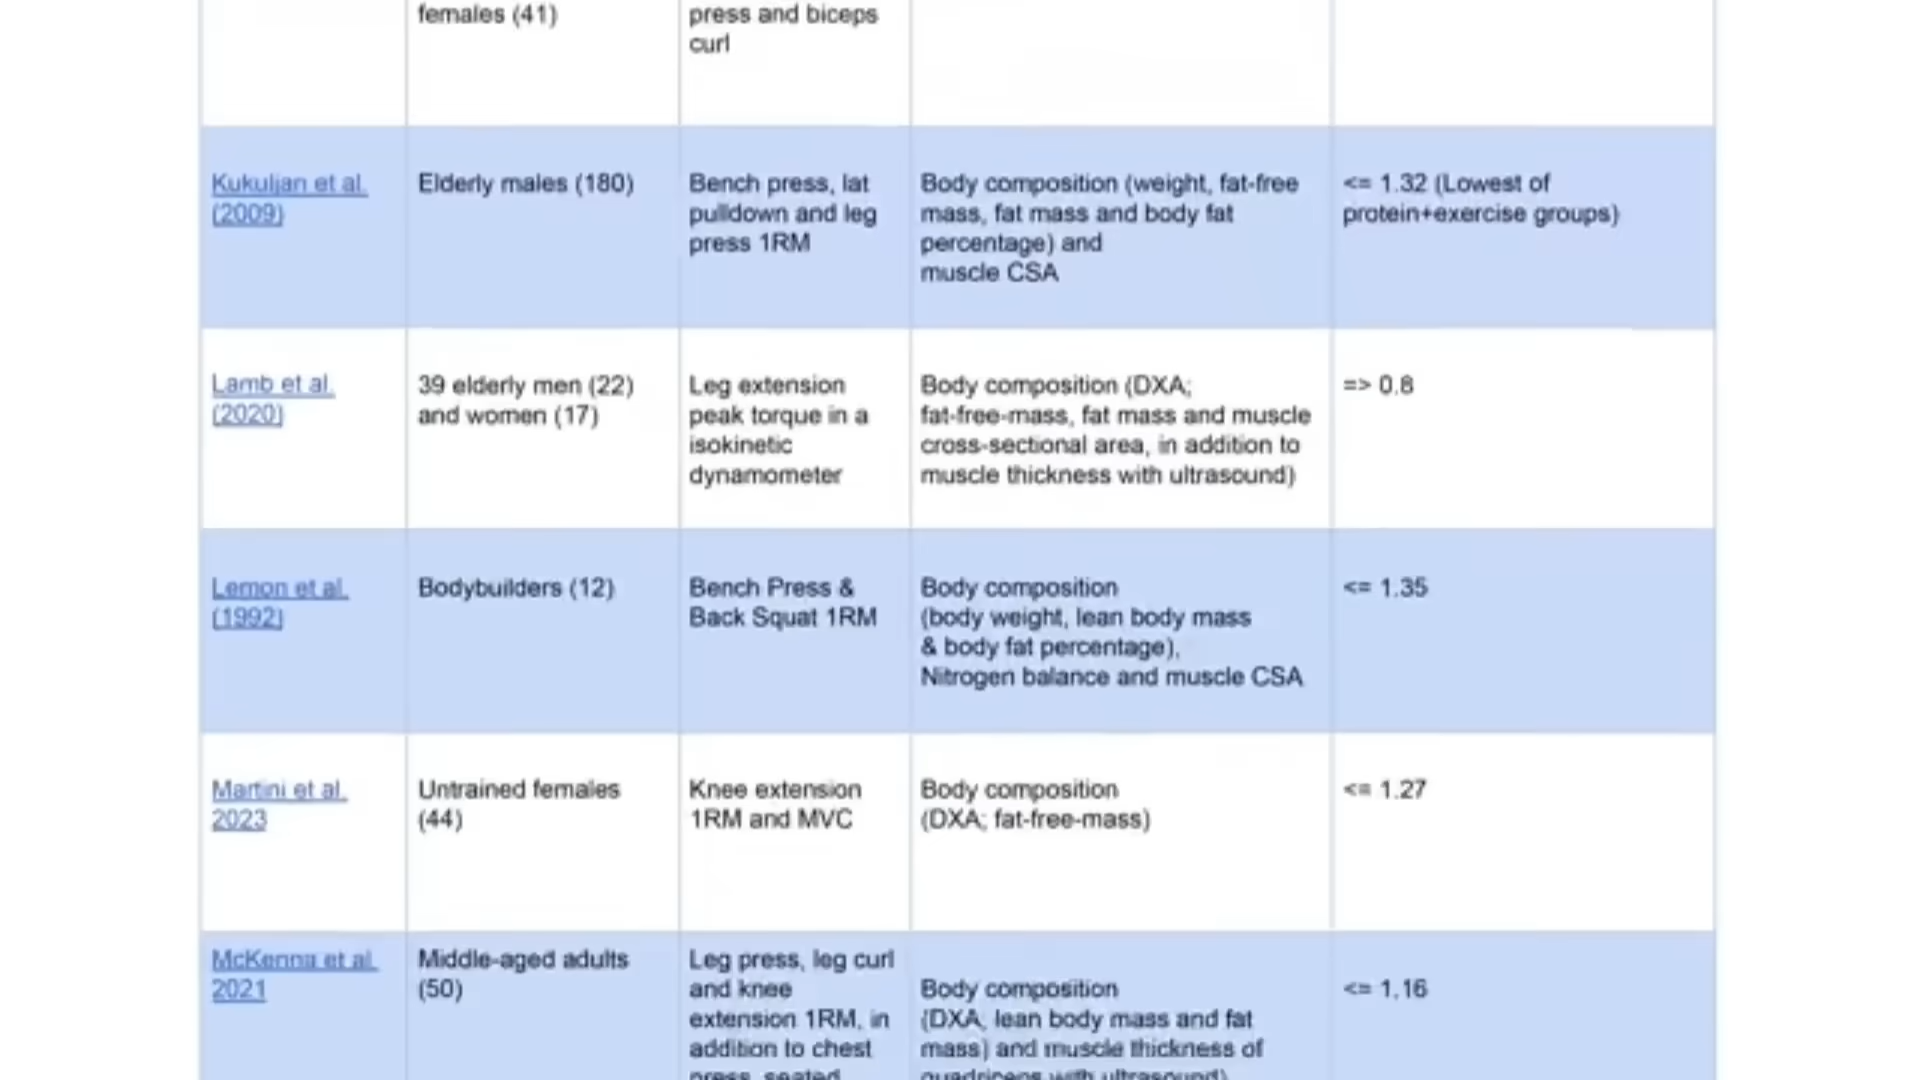 females (41)
press and biceps
curl
Kukuljan et al.
(2009)
Elderly males (180)
Bench press, lat
pulldown and leg
press 1RM
Body composition (weight, fat-free
mass, fat mass and body fat
percentage) and
muscle CSA
<= 1.32 (Lowest of
protein+exercise groups)
Lamb et al.
(2020)
39 elderly men (22)
and women (17)
Leg extension
peak torque in a
isokinetic
dynamometer
Body composition (DXA;
fat-free-mass, fat mass and muscle
cross-sectional area, in addition to
muscle thickness with ultrasound)
=> 0.8
Lemon et al.
(1992)
Bodybuilders (12)
Bench Press &
Back Squat 1RM
Body composition
(body weight, lean body mass
& body fat percentage),
Nitrogen balance and muscle CSA
<= 1.35
Martini et al.
2023
Untrained females
(44)
Knee extension
1RM and MVC
Body composition
(DXA; fat-free-mass)
<= 1.27
McKenna et al.
2021
Middle-aged adults
(50)
Leg press, leg curl
and knee
extension 1RM, in
addition to chest
press, seated
Body composition
(DXA, lean body mass and fat
mass) and muscle thickness of
quadriceps with ultrasound)
<= 1.16